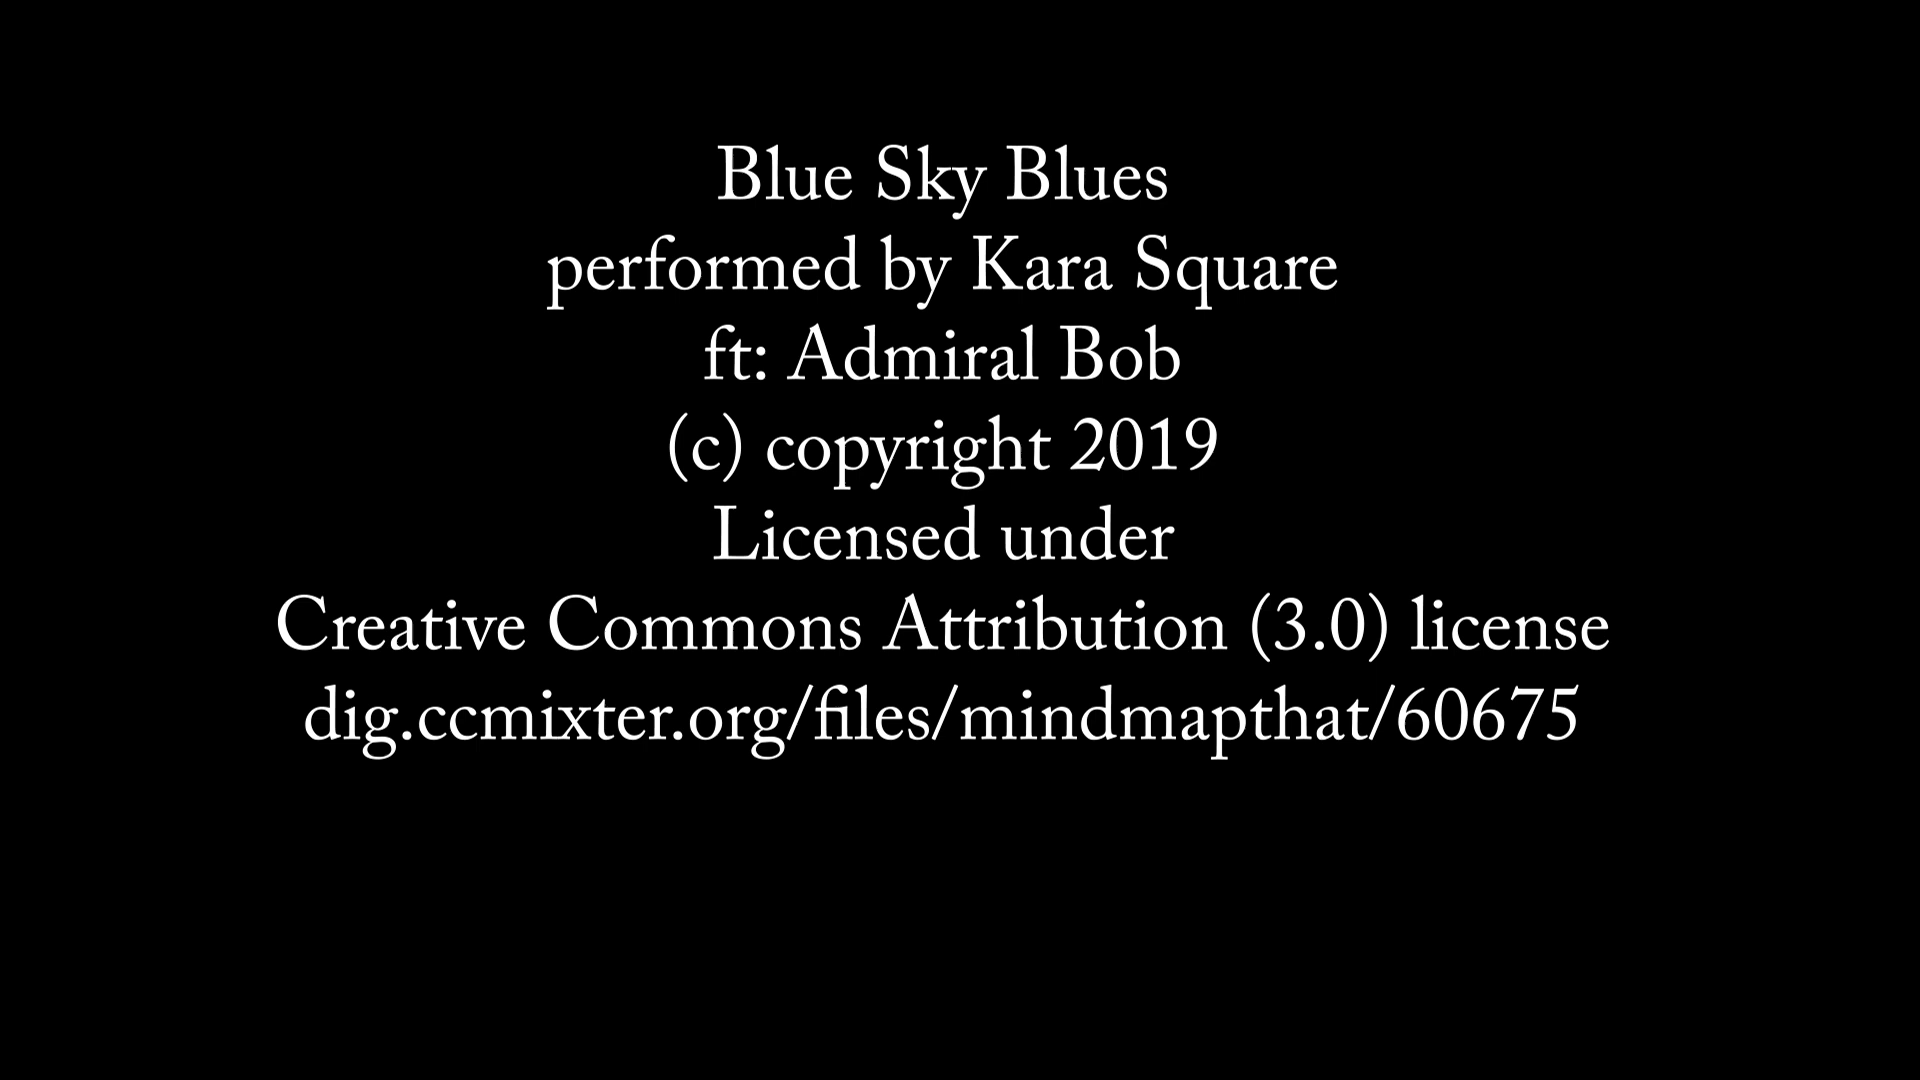 Blue Sky Blues
performed by Kara Square
ft: Admiral Bob
(c) copyright 2019
Licensed under
Creative Commons Attribution (3.0) license
dig.ccmixter.org/files/mindmapthat/60675